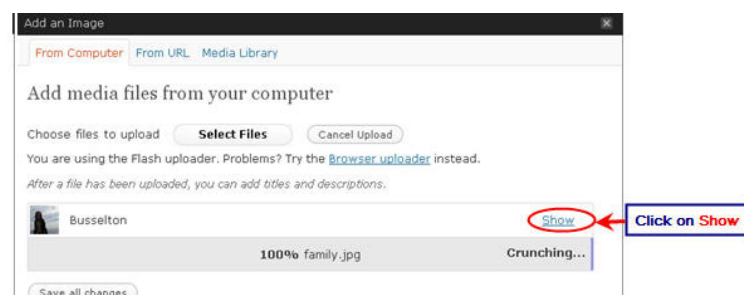 Add an Image
From Computer From URL Media Library
Add media files from your computer
Choose files to upload Select Files Cancel Upload
You are using the Flash uploader. Problems? Try the Browser uploader instead.
After a file has been uploaded, you can add titles and descriptions.
Busselton Show Click on Show
100% family.jpg Crunching...
Save all changes